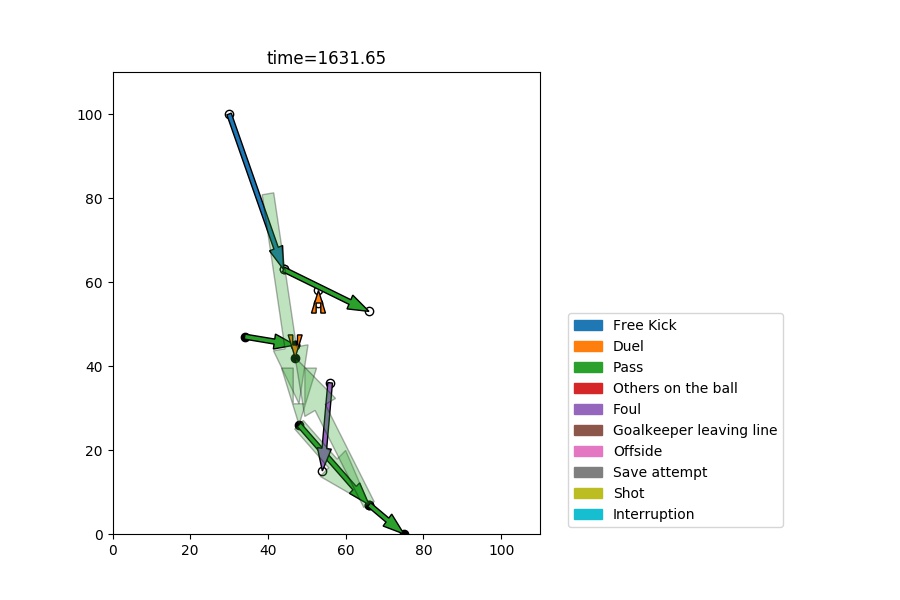 time=1631.65
100
80
60
40
20
0
0
20
40
60
80
100
Free Kick
Duel
Pass
Others on the ball
Foul
Goalkeeper leaving line
Offside
Save attempt
Shot
Interruption